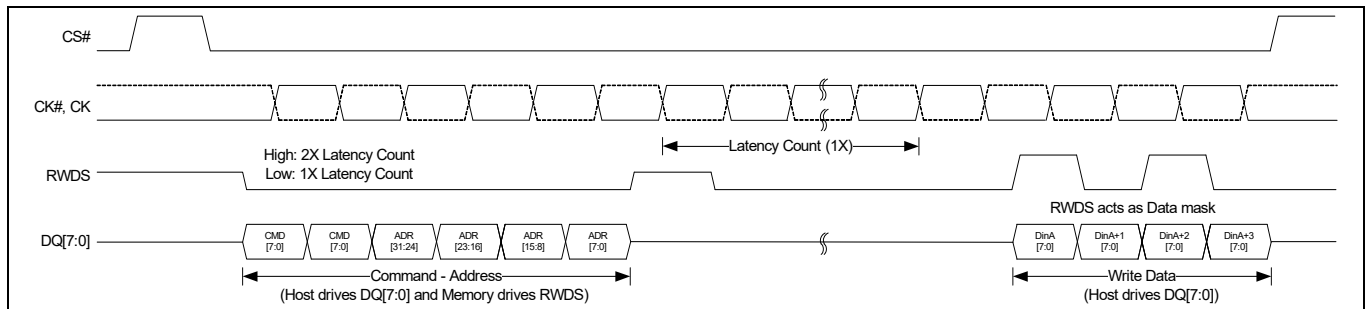 CS#
CK#, CK
Latency Count (1X)
High: 2X Latency Count
Low: 1X Latency Count
RWDS
RWDS acts as Data mask
DQ[7:0]
CMD [7:0]
CMD [7:0]
ADR [31:24]
ADR [23:16]
ADR [15:8]
ADR [7:0]
DinA [7:0]
DinA+1 [7:0]
DinA+2 [7:0]
DinA+3 [7:0]
Command - Address
(Host drives DQ[7:0] and Memory drives RWDS)
Write Data
(Host drives DQ[7:0])